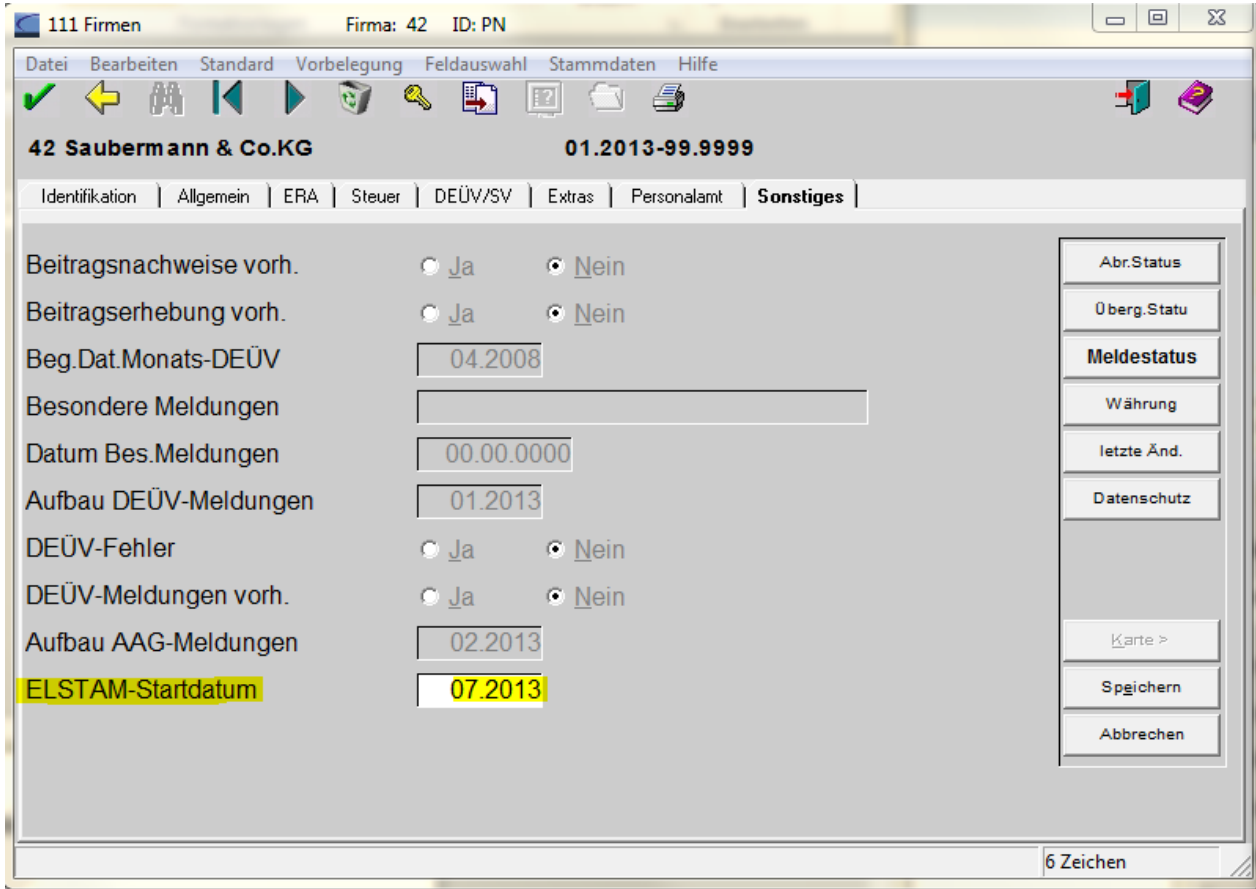 111 Firmen Firma: 42 ID: PN
Datei Bearbeiten Standard Vorbelegung Feldauswahl Stammdaten Hilfe
42 Saubermann & Co.KG 01.2013-99.9999
Identifikation Allgemein ERA Steuer DEÜV/SV Extras Personalamt Sonstiges
Beitragsnachweise vorh. Ja Nein
Beitragserhebung vorh. Ja Nein
Beg.Dat.Monats-DEÜV 04.2008
Besondere Meldungen
Datum Bes.Meldungen 00.00.0000
Aufbau DEÜV-Meldungen 01.2013
DEÜV-Fehler Ja Nein
DEÜV-Meldungen vorh. Ja Nein
Aufbau AAG-Meldungen 02.2013
ELSTAM-Startdatum 07.2013
Abr.Status
Überg.Statu
Meldestatus
Währung
letzte Änd.
Datenschutz
Karte >
Speichern
Abbrechen
6 Zeichen